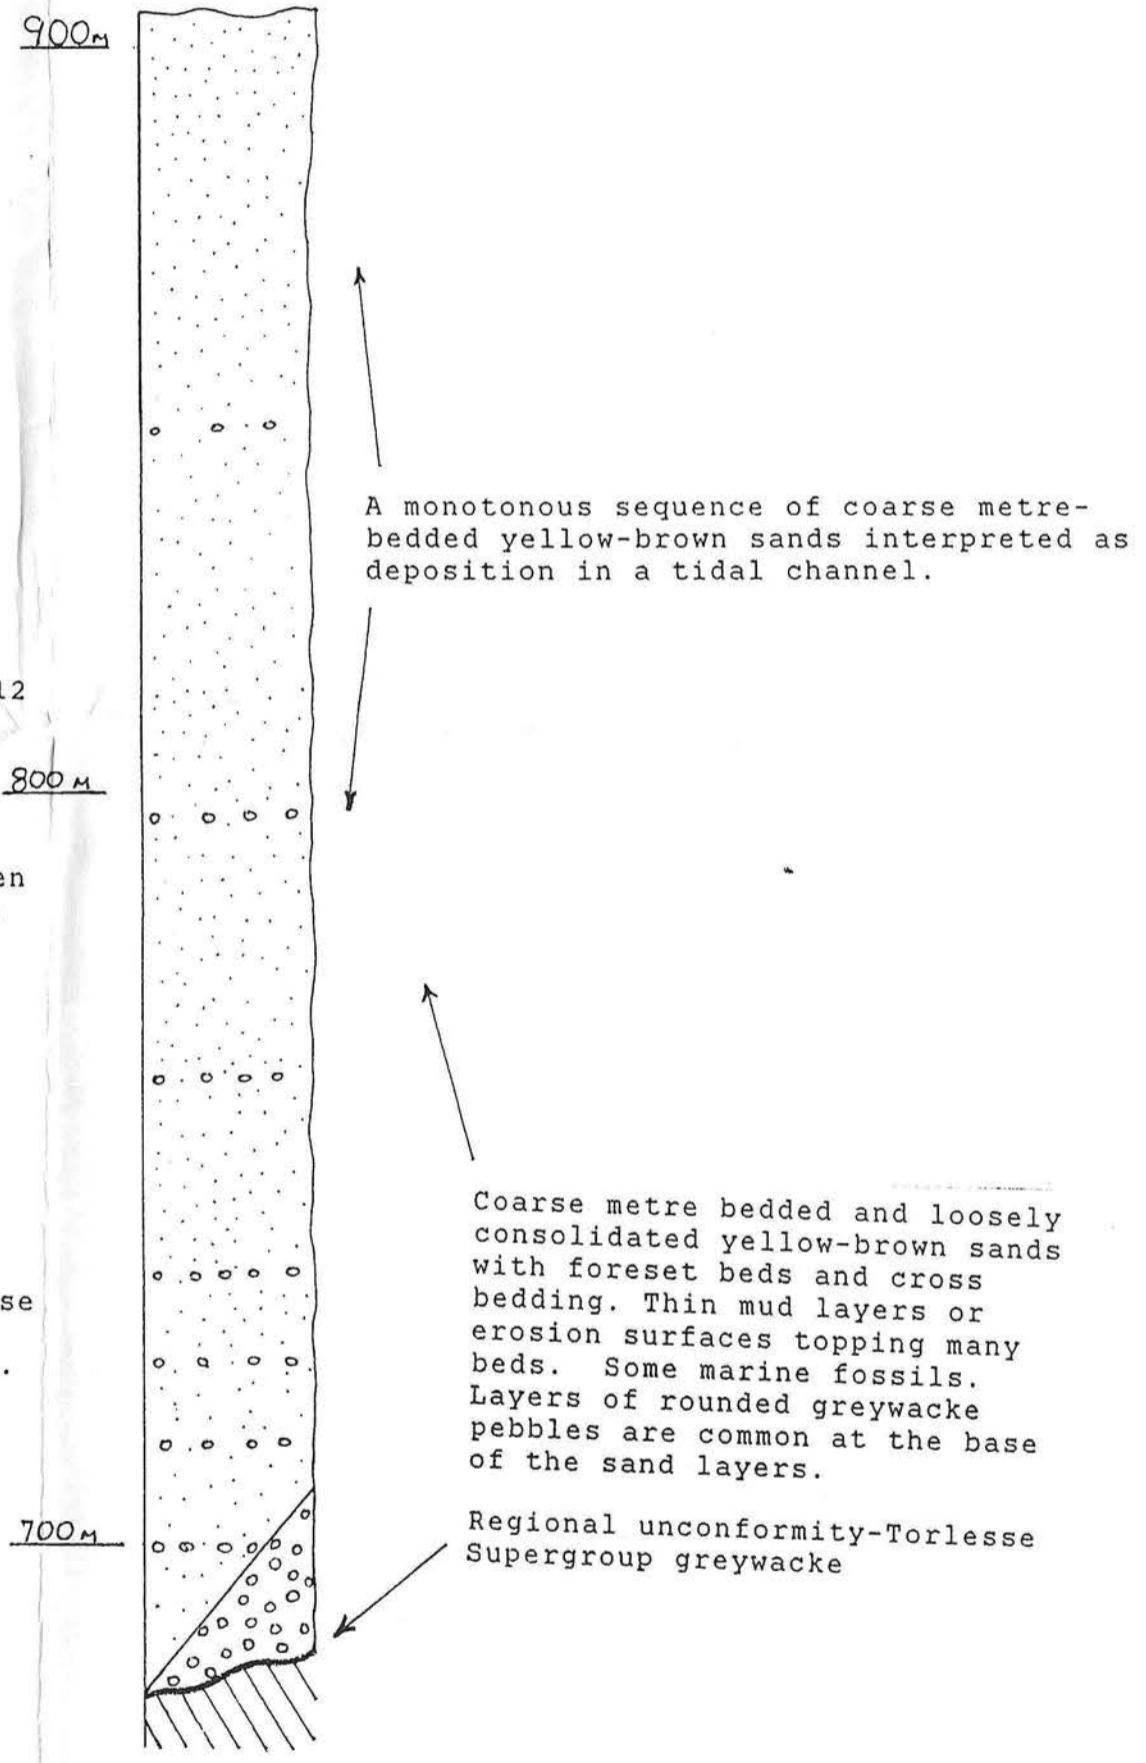 900m
A monotonous sequence of coarse metre-
bedded yellow-brown sands interpreted as
deposition in a tidal channel.
12
800 m
en
Coarse metre bedded and loosely
consolidated yellow-brown sands
with foreset beds and cross
bedding. Thin mud layers or
erosion surfaces topping many
beds.  Some marine fossils.
Layers of rounded greywacke
pebbles are common at the base
of the sand layers.
se
.
700m
Regional unconformity-Torlesse
Supergroup greywacke